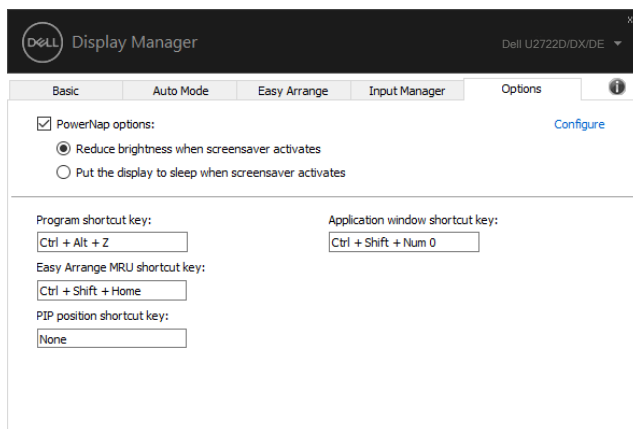 DELL Display Manager
Dell U2722D/DX/DE
x
Basic Auto Mode Easy Arrange Input Manager Options i
PowerNap options: Configure
Reduce brightness when screensaver activates
Put the display to sleep when screensaver activates
Program shortcut key: Application window shortcut key:
Ctrl + Alt + Z Ctrl + Shift + Num 0
Easy Arrange MRU shortcut key:
Ctrl + Shift + Home
PIP position shortcut key:
None